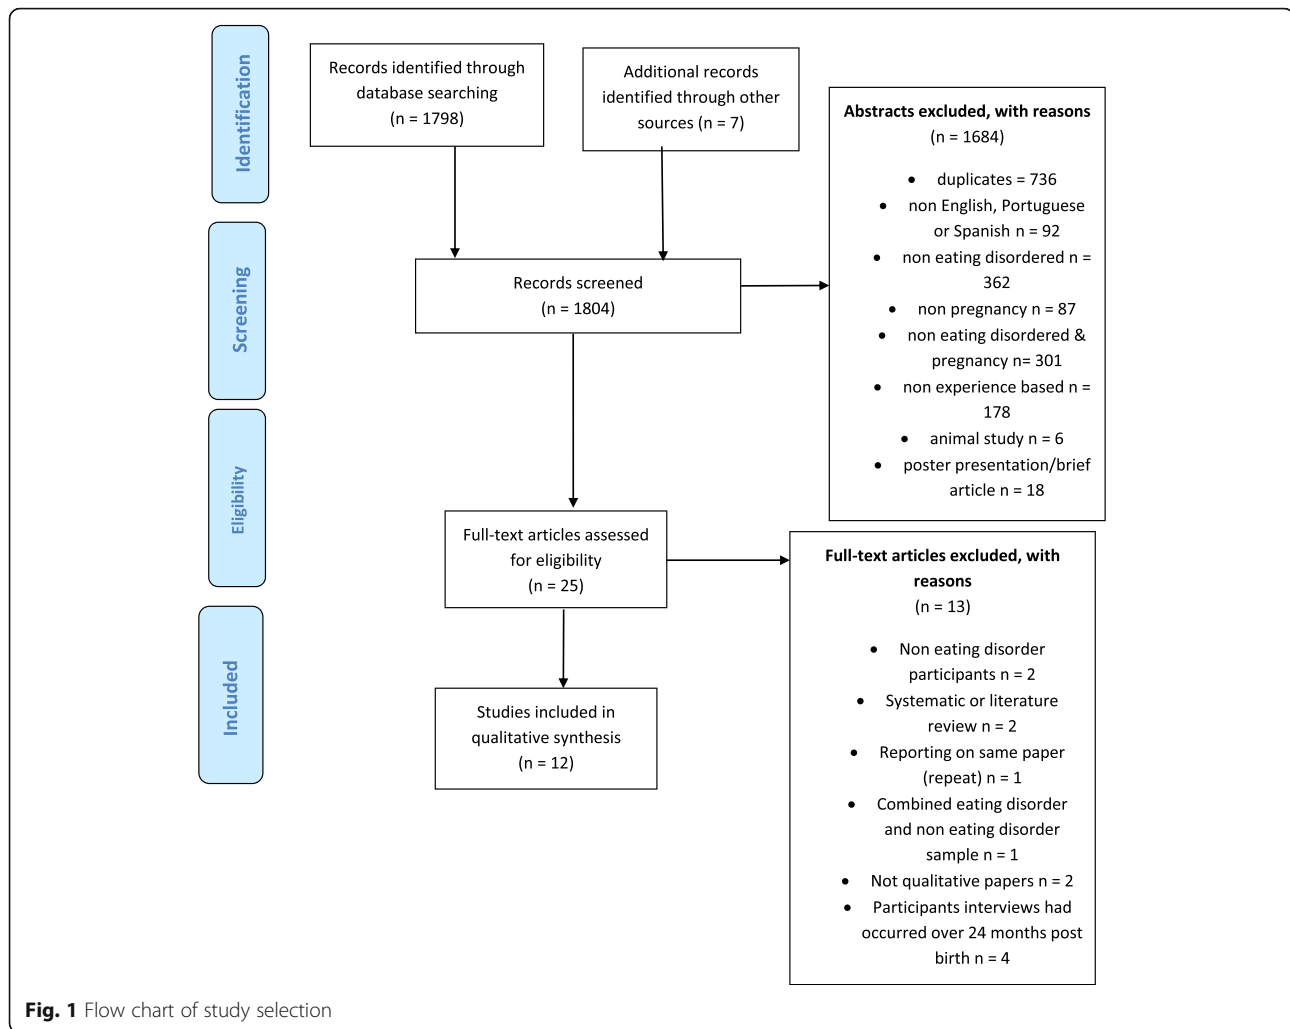 Identification
Records identified through
database searching
(n = 1798)
Additional records
identified through other
sources (n = 7)
Abstracts excluded, with reasons
(n = 1684)
• duplicates = 736
• non English, Portuguese
or Spanish n = 92
• non eating disordered n =
362
• non pregnancy n = 87
• non eating disordered &
pregnancy n= 301
• non experience based n =
178
• animal study n = 6
• poster presentation/brief
article n = 18
Screening
Records screened
(n = 1804)
Eligibility
Full-text articles assessed
for eligibility
(n = 25)
Full-text articles excluded, with
reasons
(n = 13)
• Non eating disorder
participants n = 2
• Systematic or literature
review n = 2
• Reporting on same paper
(repeat) n = 1
• Combined eating disorder
and non eating disorder
sample n = 1
• Not qualitative papers n = 2
• Participants interviews had
occurred over 24 months post
birth n = 4
Included
Studies included in
qualitative synthesis
(n = 12)
Fig. 1 Flow chart of study selection